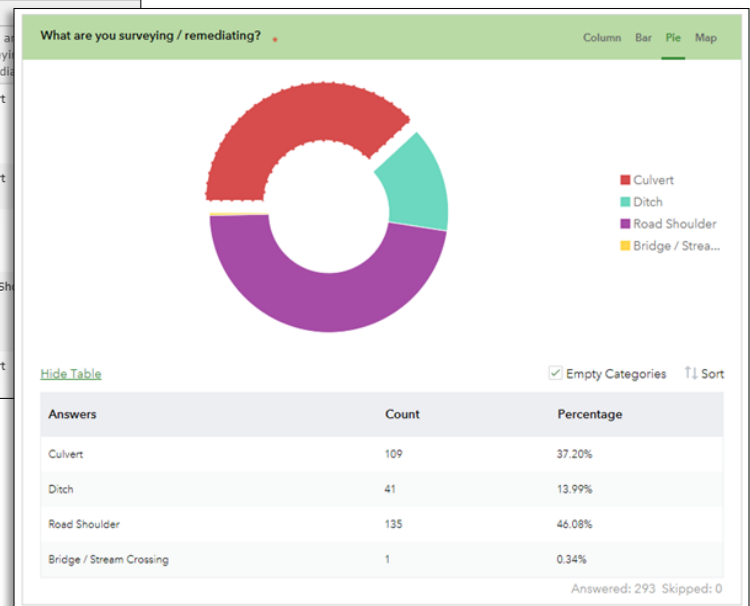 What are you surveying / remediating? *
Column Bar Pie Map
Culvert
Ditch
Road Shoulder
Bridge / Strea...
Hide Table
Empty Categories Sort
Answers Count Percentage
Culvert 109 37.20%
Ditch 41 13.99%
Road Shoulder 135 46.08%
Bridge / Stream Crossing 1 0.34%
Answered: 293 Skipped: 0